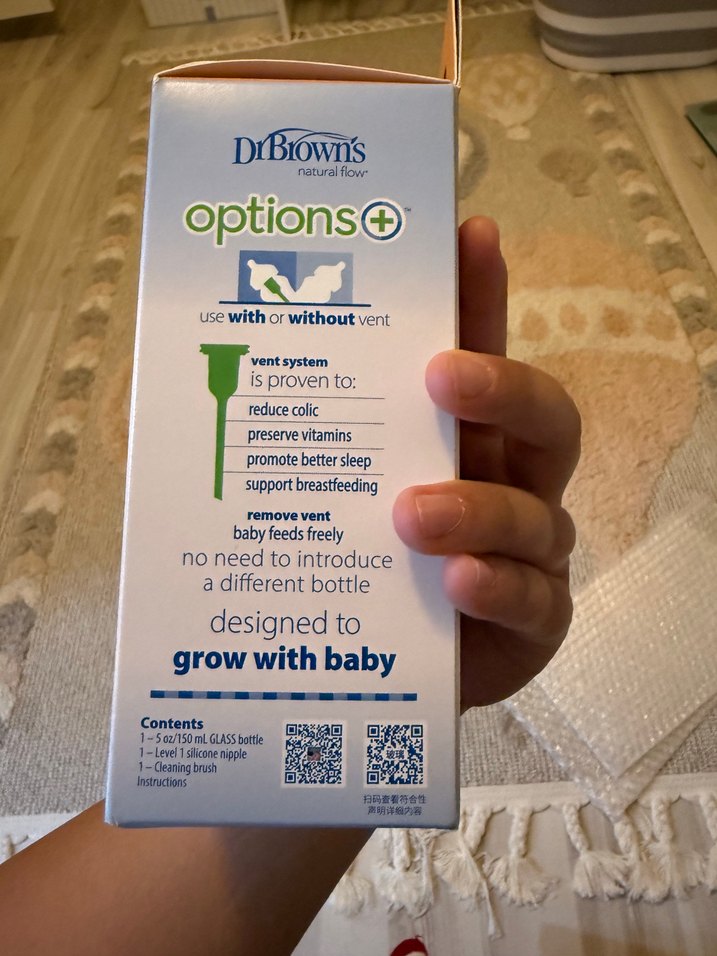 DrBrown's
natural flow®
options+™
use with or without vent
vent system
is proven to:
reduce colic
preserve vitamins
promote better sleep
support breastfeeding
remove vent
baby feeds freely
no need to introduce
a different bottle
designed to
grow with baby
Contents
1 – 5 oz/150 mL GLASS bottle
1 – Level 1 silicone nipple
1 – Cleaning brush
Instructions
玻璃
扫码查看符合性
声明详细内容